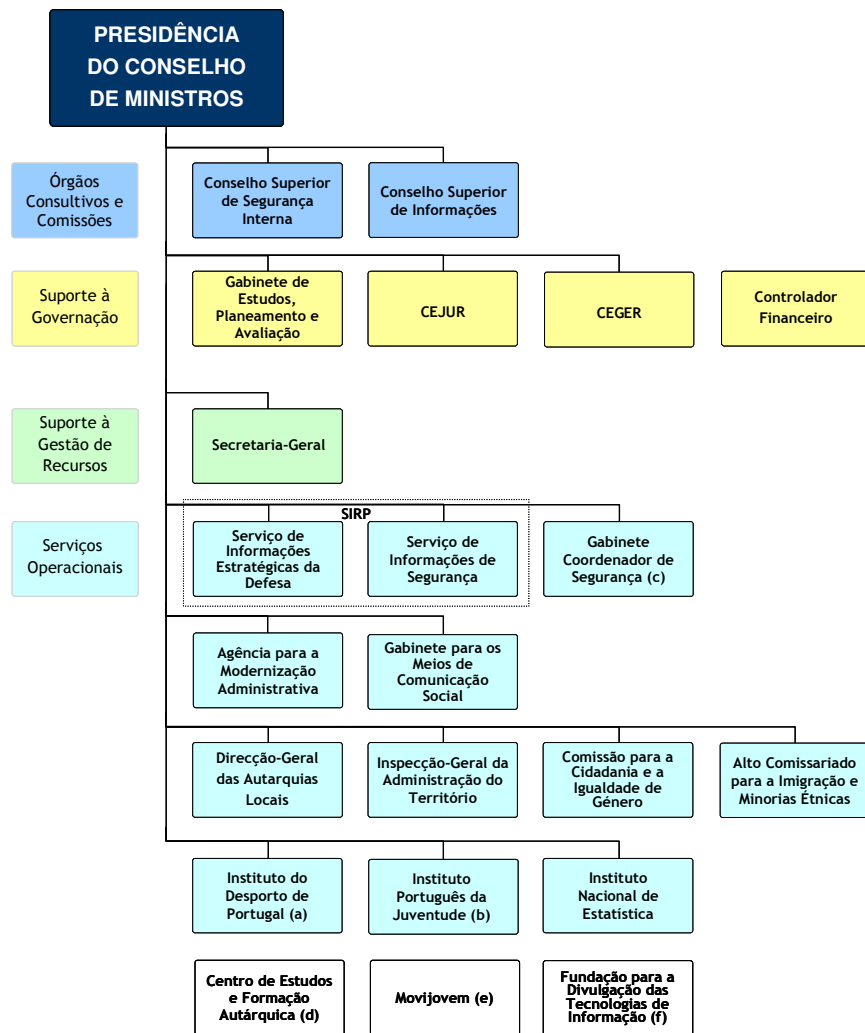 PRESIDÊNCIA
DO CONSELHO
DE MINISTROS
Órgãos
Consultivos e
Comissões
Conselho Superior
de Segurança
Interna
Conselho Superior
de Informações
Suporte à
Governação
Gabinete de
Estudos,
Planeamento e
Avaliação
CEJUR
CEGER
Controlador
Financeiro
Suporte à
Gestão de
Recursos
Secretaria-Geral
SIRP
Serviços
Operacionais
Serviço de
Informações
Estratégicas da
Defesa
Serviço de
Informações de
Segurança
Gabinete
Coordenador de
Segurança (c)
Agência para a
Modernização
Administrativa
Gabinete para os
Meios de
Comunicação
Social
Direcção-Geral
das Autarquias
Locais
Inspecção-Geral da
Administração do
Território
Comissão para a
Cidadania e a
Igualdade de
Género
Alto Comissariado
para a Imigração e
Minorias Étnicas
Instituto do
Desporto de
Portugal (a)
Instituto
Português da
Juventude (b)
Instituto
Nacional de
Estatística
Centro de Estudos
e Formação
Autárquica (d)
Movijovem (e)
Fundação para a
Divulgação das
Tecnologias de
Informação (f)